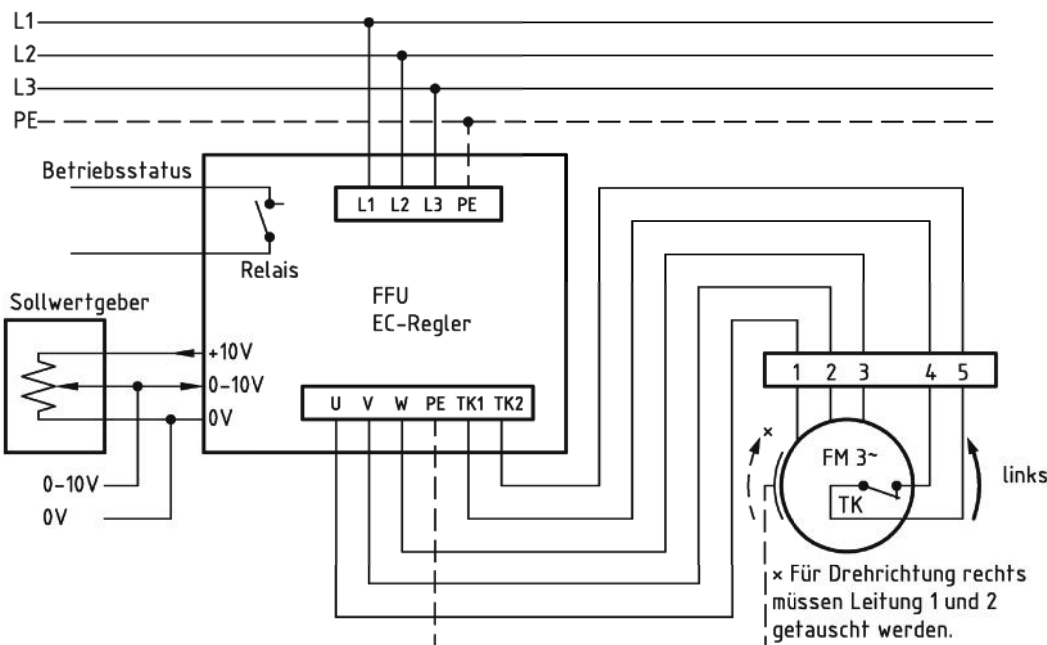 L1
L2
L3
PE
Betriebsstatus
L1 L2 L3 PE
Relais
Sollwertgeber
FFU
EC-Regler
+10V
0-10V
0V
U V W PE TK1 TK2
1 2 3 4 5
×
FM 3~
TK
links
0-10V
0V
× Für Drehrichtung rechts
müssen Leitung 1 und 2
getauscht werden.